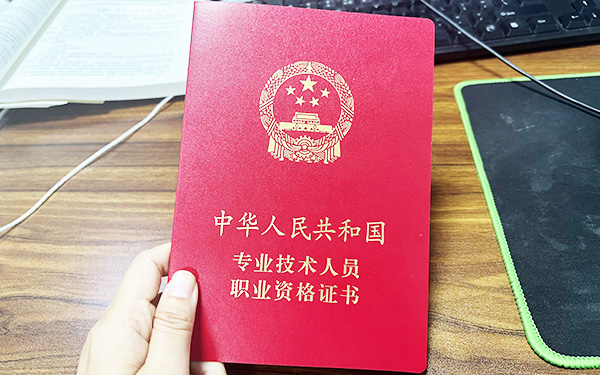 中华人民共和国
专业技术人员
职业资格证书